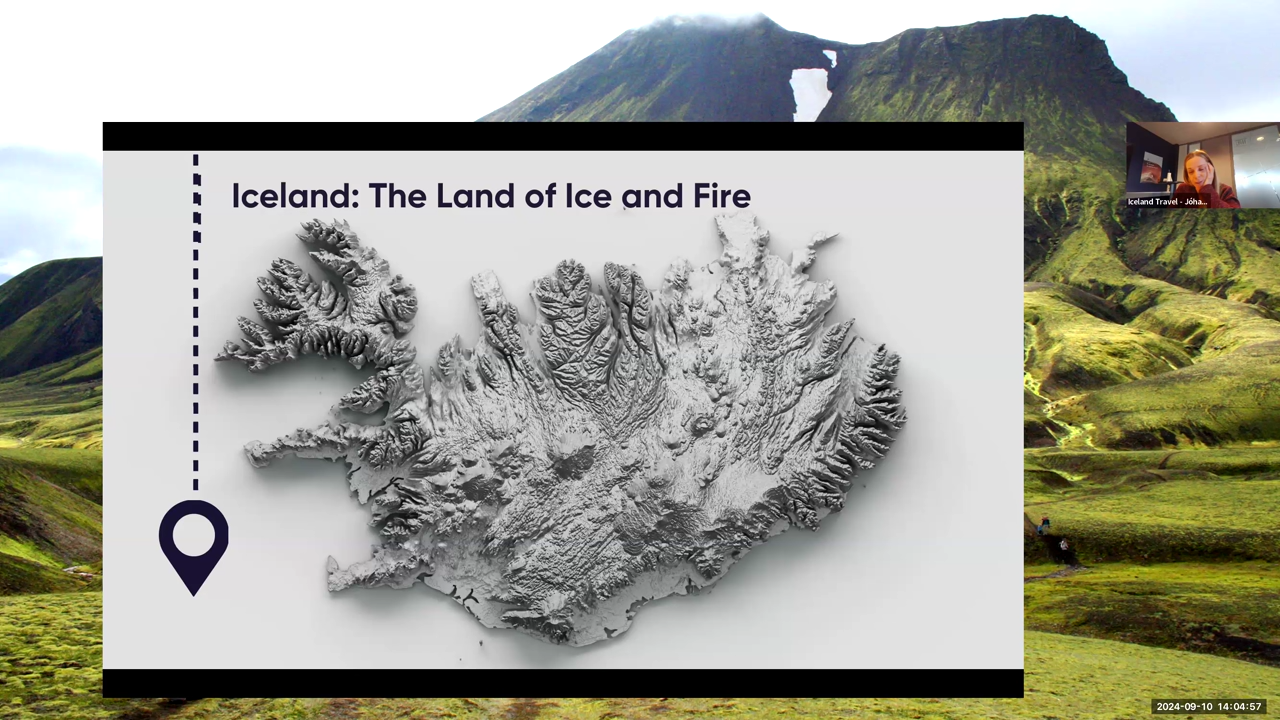 Iceland: The Land of Ice and Fire
Iceland Travel - Jóha...
2024-09-10 14:04:57